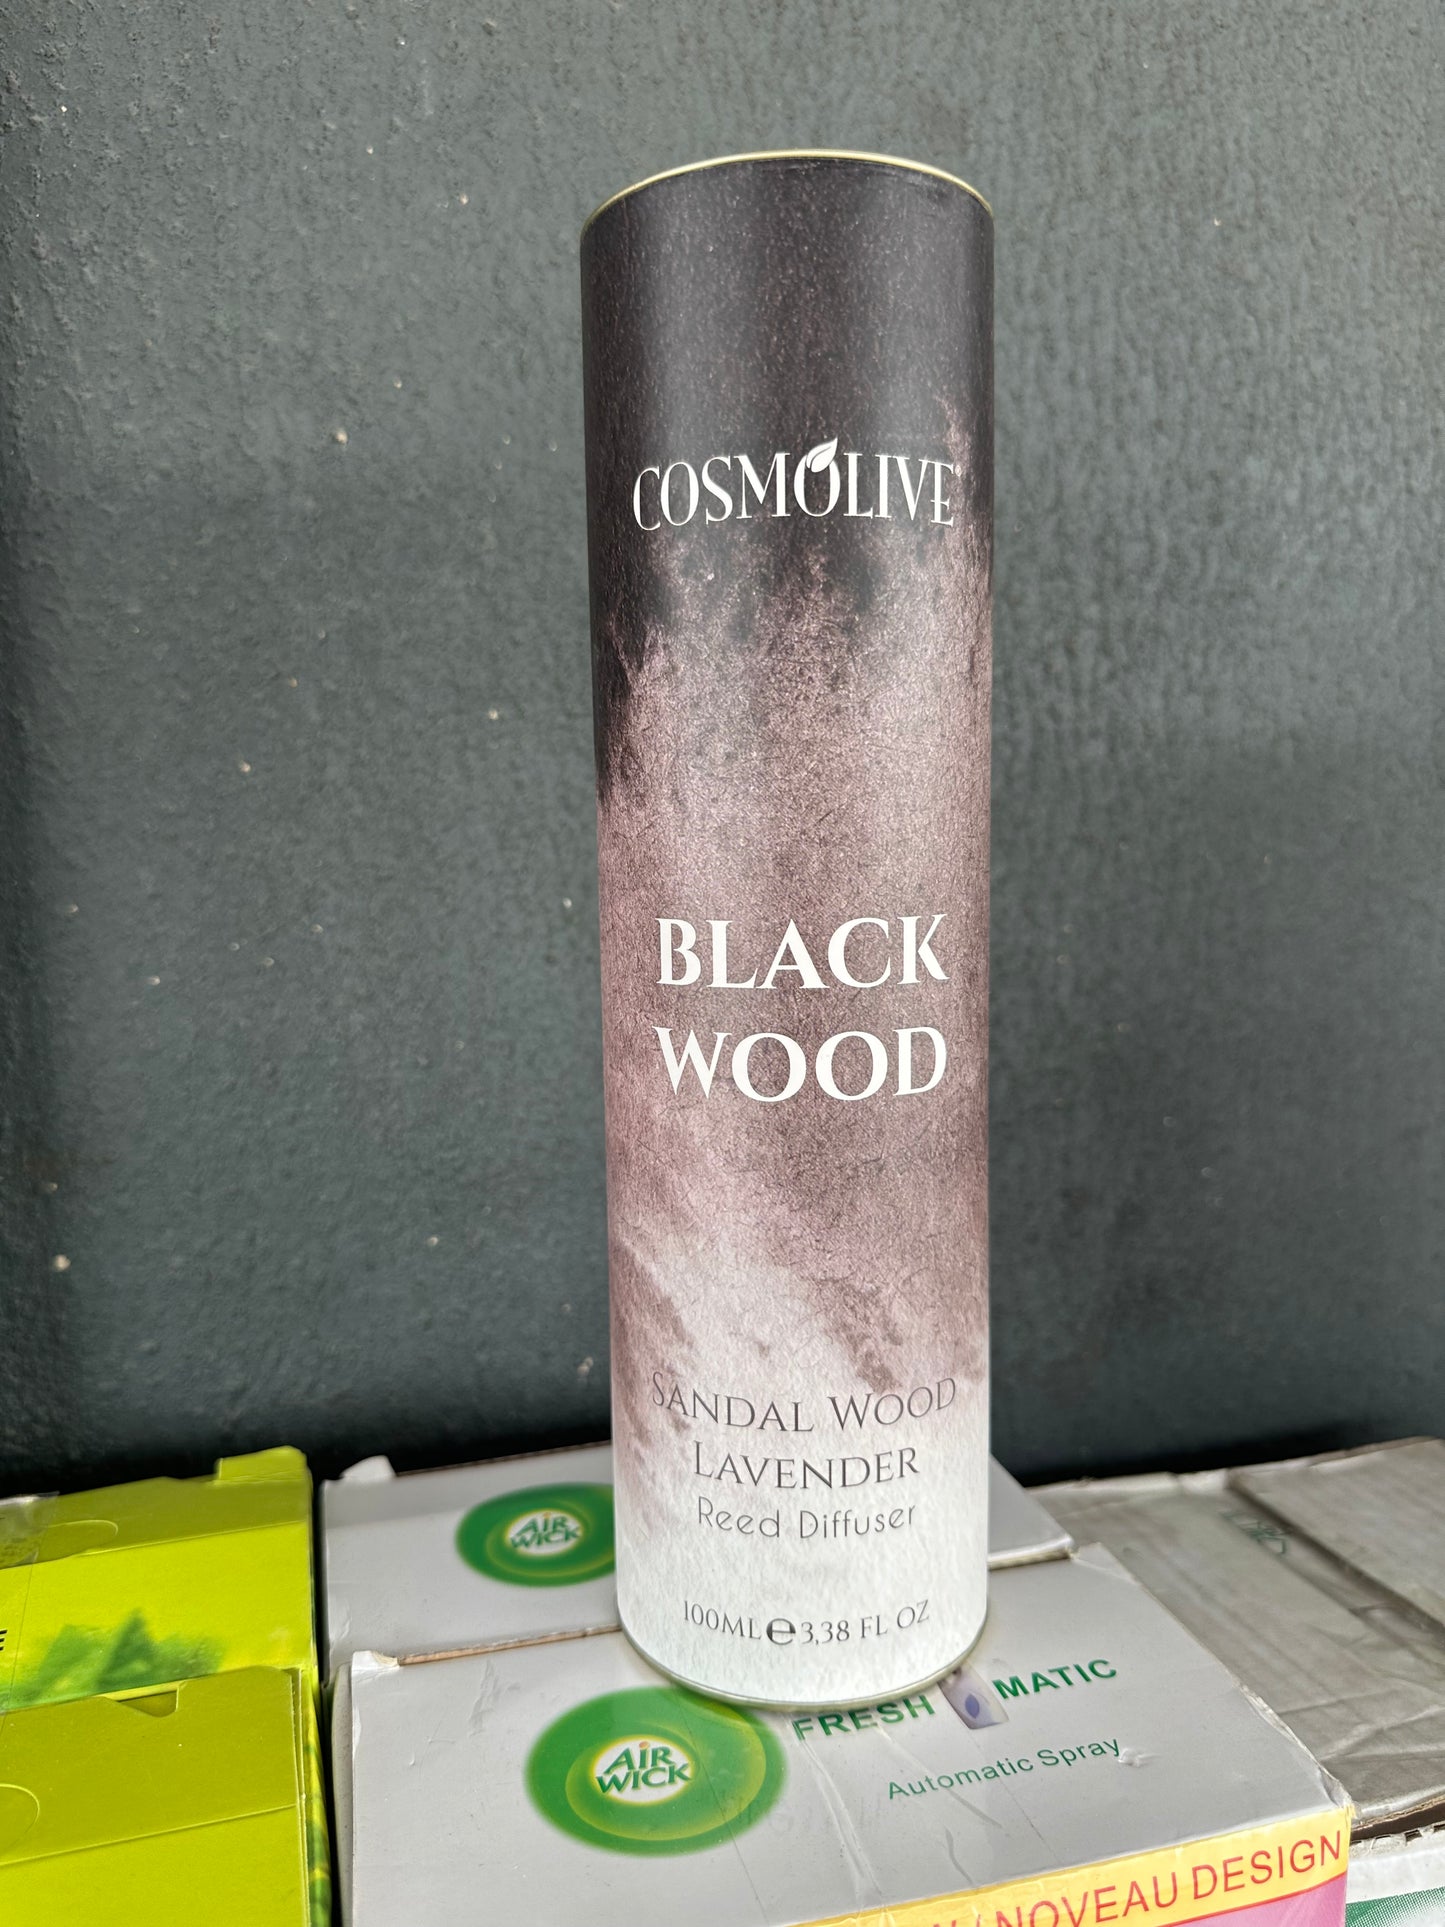 COSMOLIVE
BLACK
WOOD
SANDAL WOOD
LAVENDER
Reed Diffuser
100ML℮3,38 FL OZ
AIR
WICK
AIR
WICK
FRESH MATIC
Automatic Spray
/ NOVEAU DESIGN